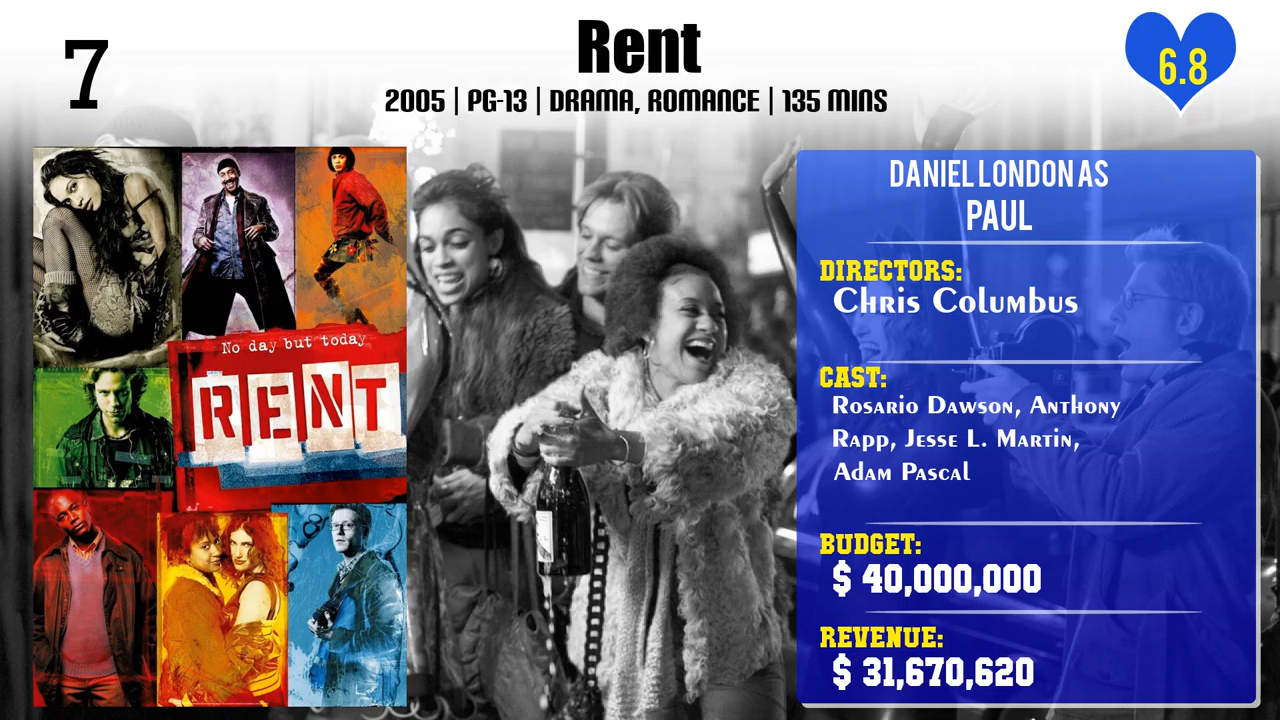 7
Rent
6.8
2005 | PG-13 | DRAMA, ROMANCE | 135 MINS
No day but today
RENT
DANIEL LONDON AS
PAUL
DIRECTORS:
Chris Columbus
CAST:
Rosario Dawson, Anthony
Rapp, Jesse L. Martin,
Adam Pascal
BUDGET:
$ 40,000,000
REVENUE:
$ 31,670,620